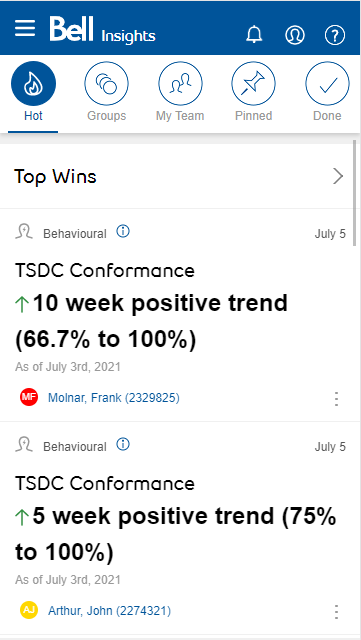 Bell Insights
?
Hot Groups My Team Pinned Done
Top Wins
Behavioural i July 5
TSDC Conformance
↑10 week positive trend
(66.7% to 100%)
As of July 3rd, 2021
MF Molnar, Frank (2329825)
Behavioural i July 5
TSDC Conformance
↑5 week positive trend (75%
to 100%)
As of July 3rd, 2021
AJ Arthur, John (2274321)